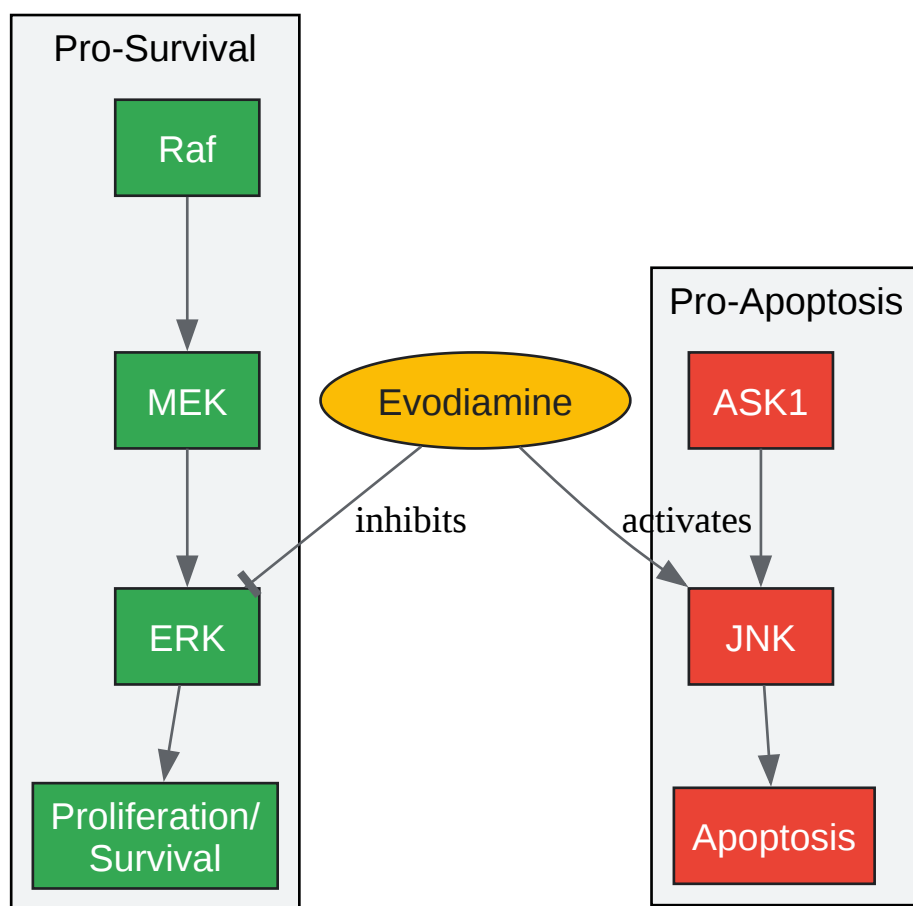 Pro-Survival
Raf
MEK
ERK
Proliferation/
Survival
Evodiamine
inhibits
activates
Pro-Apoptosis
ASK1
JNK
Apoptosis